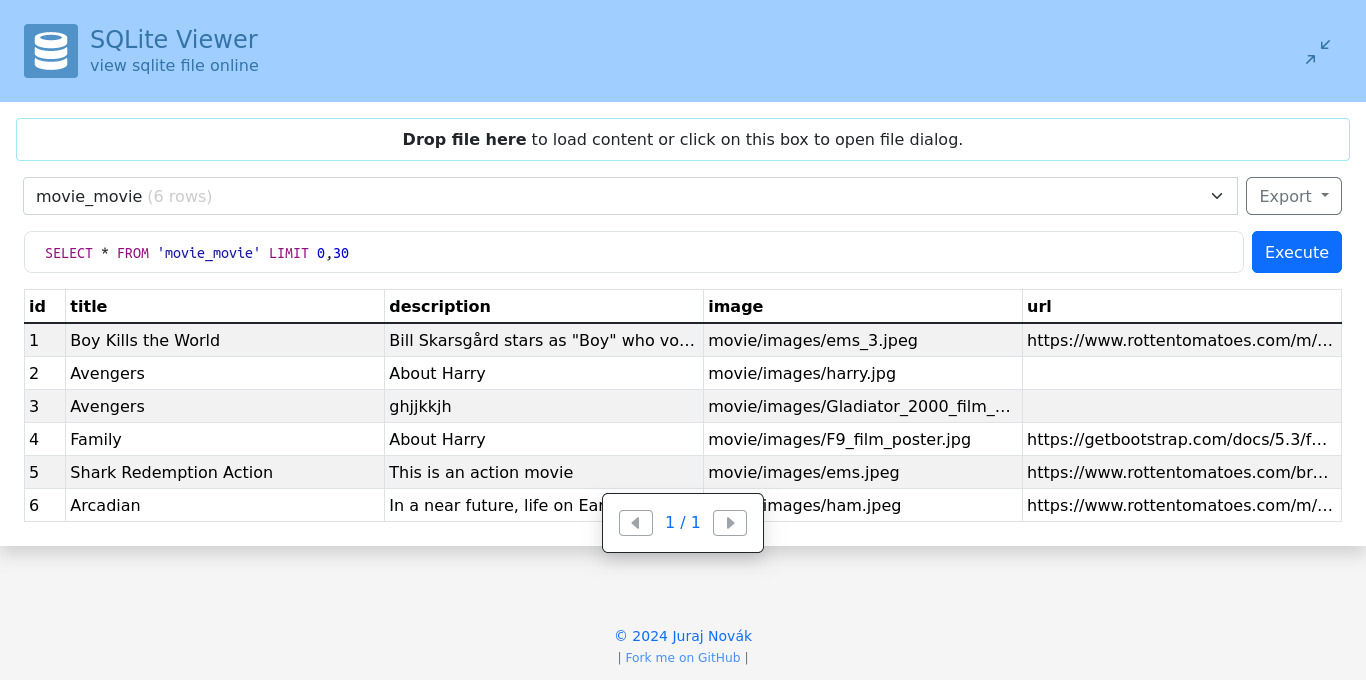 SQLite Viewer
view sqlite file online
Drop file here to load content or click on this box to open file dialog.
movie_movie (6 rows)
Export
SELECT * FROM 'movie_movie' LIMIT 0,30
Execute
id title description image url
1 Boy Kills the World Bill Skarsgård stars as "Boy" who vo... movie/images/ems_3.jpeg https://www.rottentomatoes.com/m/...
2 Avengers About Harry movie/images/harry.jpg
3 Avengers ghjjkkjh movie/images/Gladiator_2000_film_...
4 Family About Harry movie/images/F9_film_poster.jpg https://getbootstrap.com/docs/5.3/f...
5 Shark Redemption Action This is an action movie movie/images/ems.jpeg https://www.rottentomatoes.com/br...
6 Arcadian In a near future, life on images/ham.jpeg https://www.rottentomatoes.com/m/...
1 / 1
© 2024 Juraj Novák
| Fork me on GitHub |